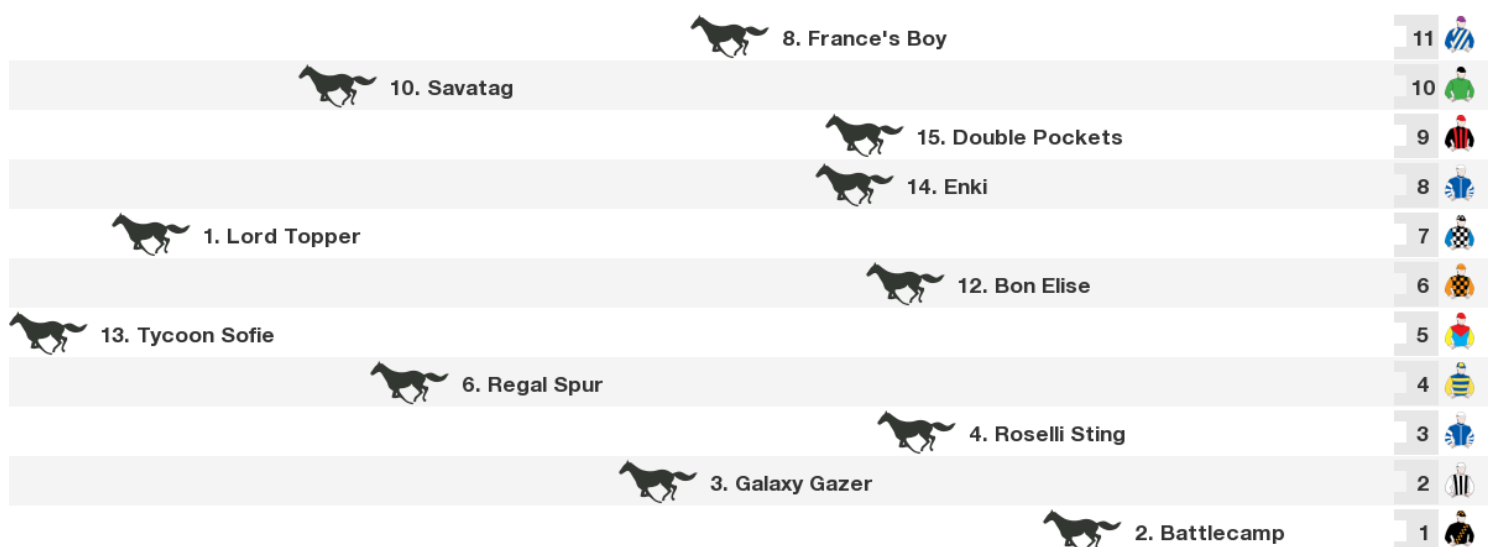 8. France's Boy 11
10. Savatag 10
15. Double Pockets 9
14. Enki 8
1. Lord Topper 7
12. Bon Elise 6
13. Tycoon Sofie 5
6. Regal Spur 4
4. Roselli Sting 3
3. Galaxy Gazer 2
2. Battlecamp 1